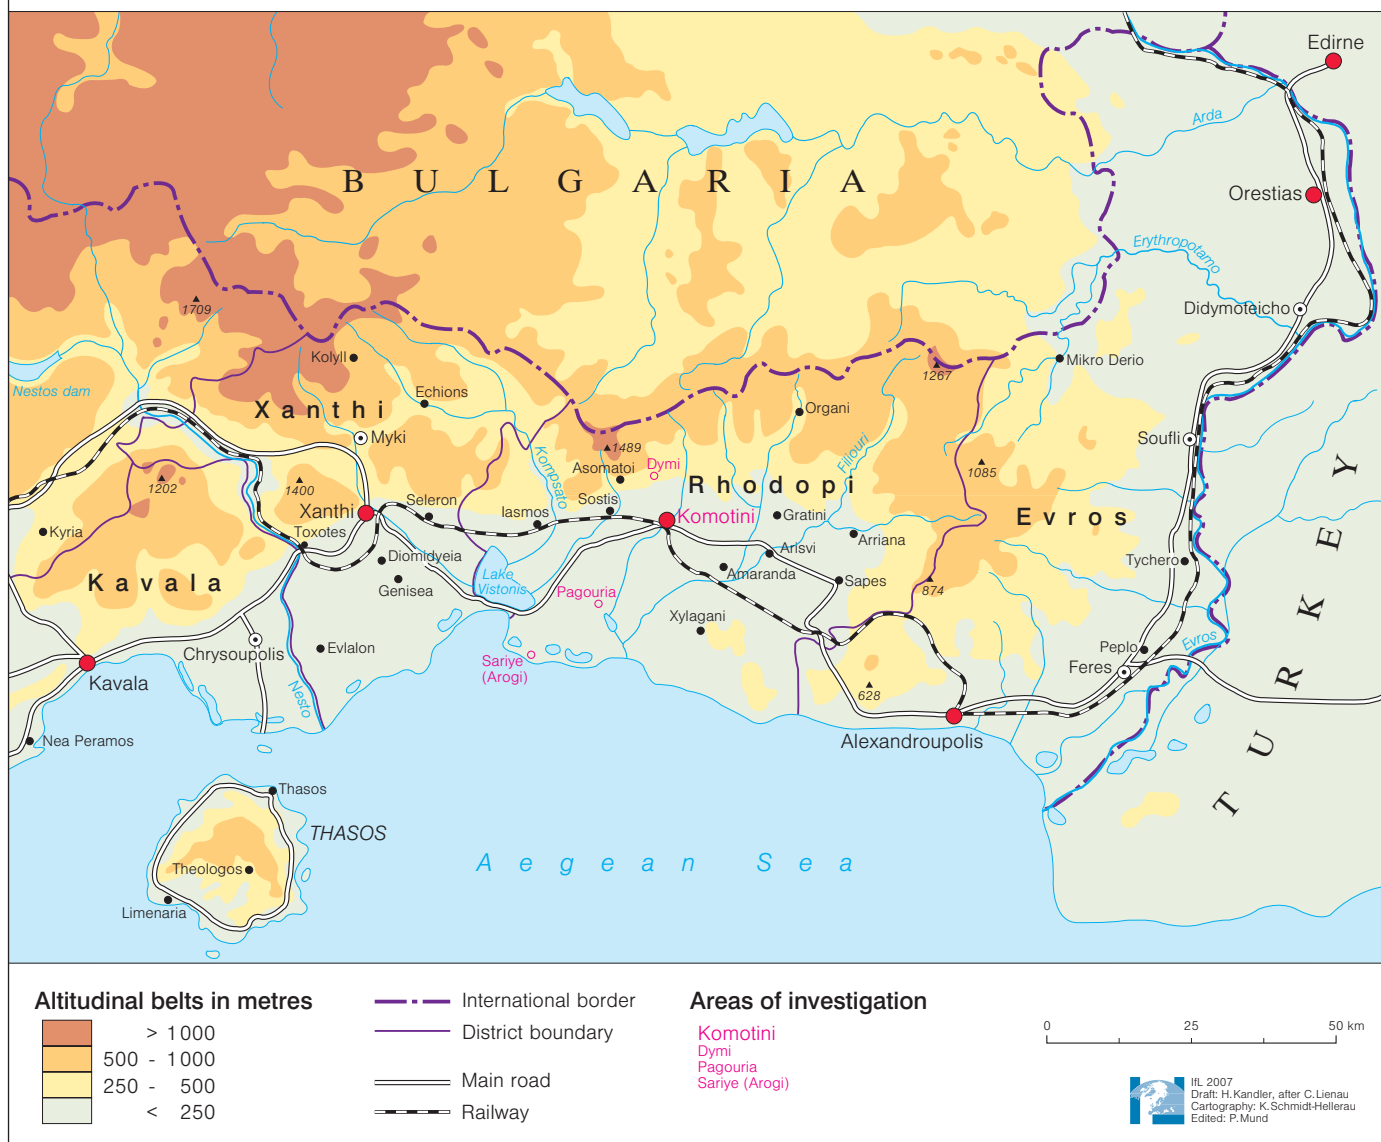 Edirne
Arda
BULGARIA
Orestias
Erythropotamo
Didymoteicho
1709
Kolyll
Mikro Derio
1267
Nestos dam
Echions
Xanthi
Organi
Myki
Soufli
1489
Filiouri
Asomatoi
Dymi
1085
Komposato
1202
1400
Rhodopi
Seleron
Sostis
Xanthi
Iasmos
Komotini
Gratini
Evros
TURKEY
Kyria
Toxotes
Arriana
Arisvi
Diomidyeia
Tychero
Kavala
Lake
Vistonis
Amaranda
Sapes
Genisea
Pagouria
874
Xylagani
Evros
Peplo
Chrysoupolis
Evlalon
Sariye
(Arogi)
Feres
Kavala
Nesto
628
Nea Peramos
Alexandroupolis
Thasos
THASOS
Aegean Sea
Theologos
Limenaria
Altitudinal belts in metres
> 1000
500 - 1000
250 - 500
< 250
International border
District boundary
Main road
Railway
Areas of investigation
Komotini
Dymi
Pagouria
Sariye (Arogi)
0 25 50 km
IfL 2007
Draft: H.Kandler, after C.Lienau
Cartography: K.Schmidt-Hellerau
Edited: P.Mund